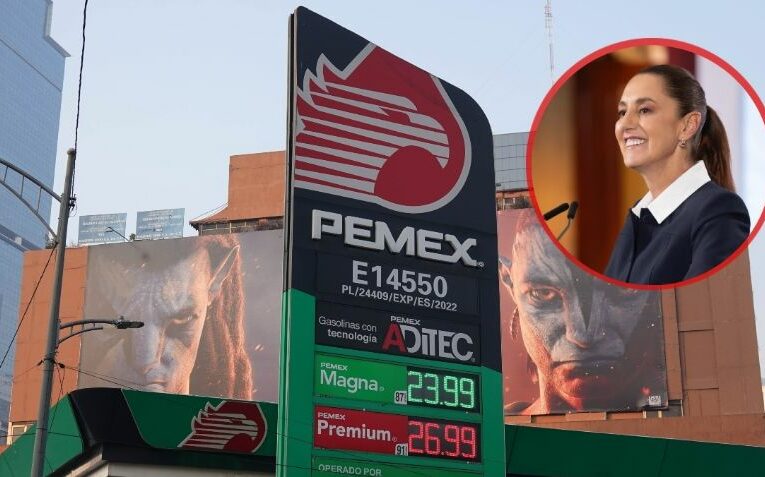 PEMEX®
E14550
PL/24409/EXP/ES/2022
Gasolinas con
tecnología
PEMEX
ADITEC
PEMEX
Magna®
87
23.99
PEMEX
Premium®
91
26.99
OPERADO POR